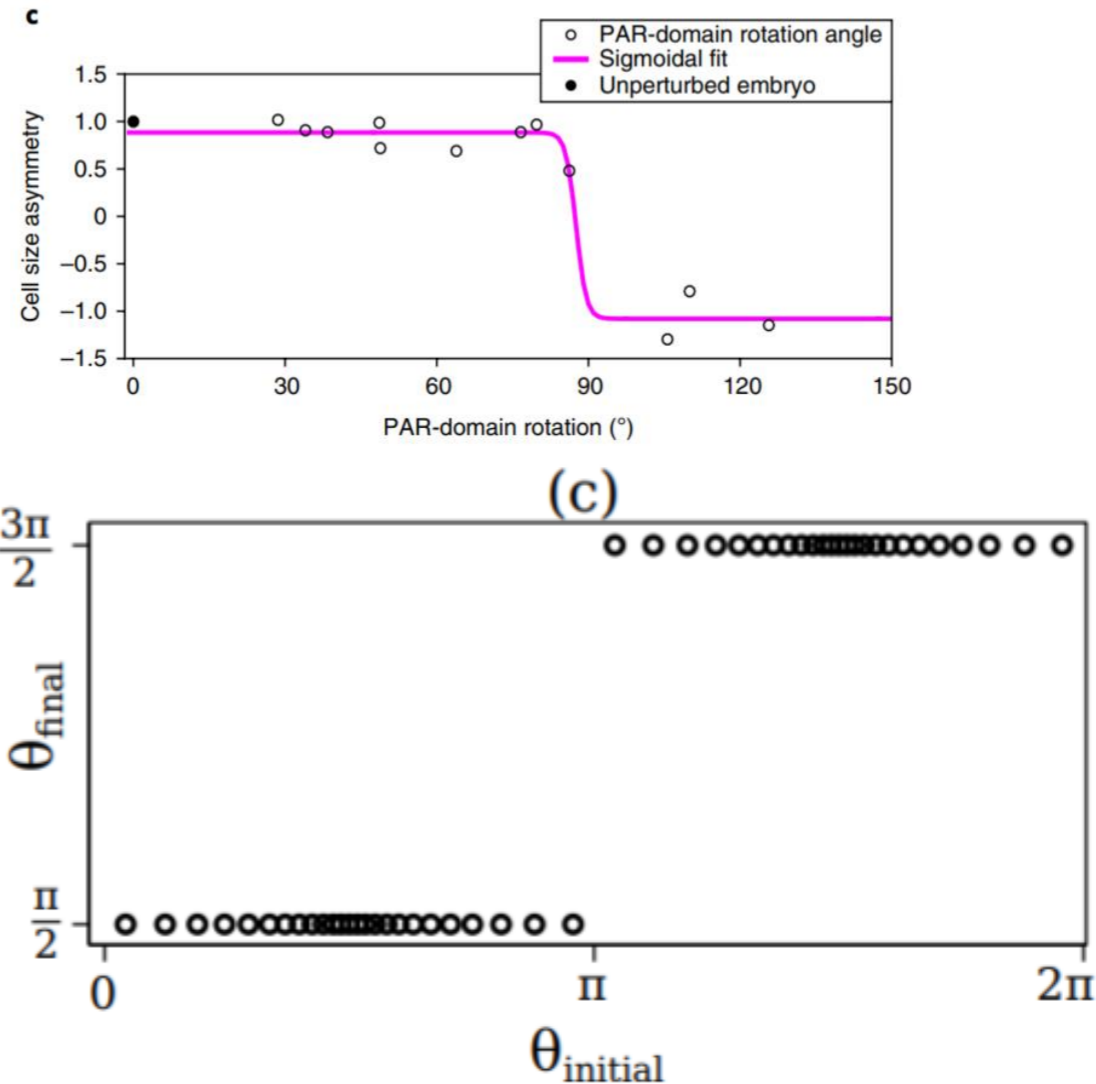 c
PAR-domain rotation angle
Sigmoidal fit
Unperturbed embryo
1.5
1.0
0.5
0
−0.5
−1.0
−1.5
Cell size asymmetry
0 30 60 90 120 150
PAR-domain rotation (°)
(c)
3π
2
θfinal
π
2
0 π 2π
θinitial